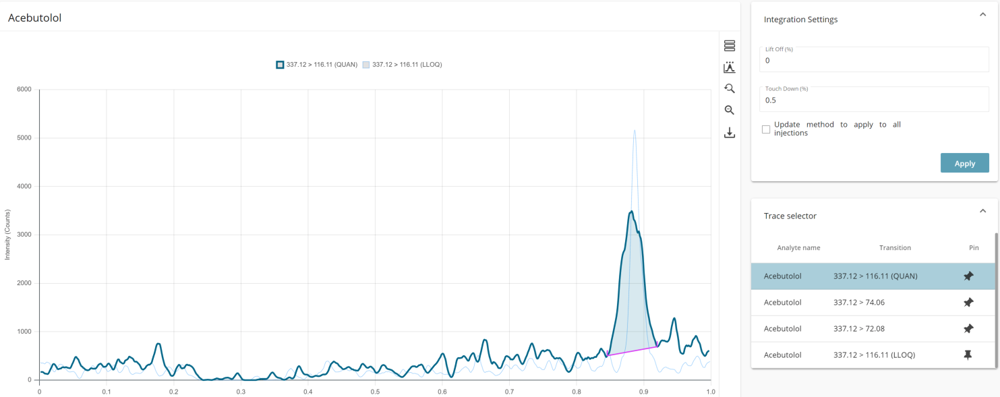 Acebutolol
337.12 > 116.11 (QUAN) 337.12 > 116.11 (LLOQ)
6000
5000
4000
3000
2000
1000
0
Intensity (Counts)
0 0.1 0.2 0.3 0.4 0.5 0.6 0.7 0.8 0.9 1.0
Integration Settings
Lift Off (%)
0
Touch Down (%)
0.5
Update method to apply to all
injections
Apply
Trace selector
Analyte name Transition Pin
Acebutolol 337.12 > 116.11 (QUAN)
Acebutolol 337.12 > 74.06
Acebutolol 337.12 > 72.08
Acebutolol 337.12 > 116.11 (LLOQ)